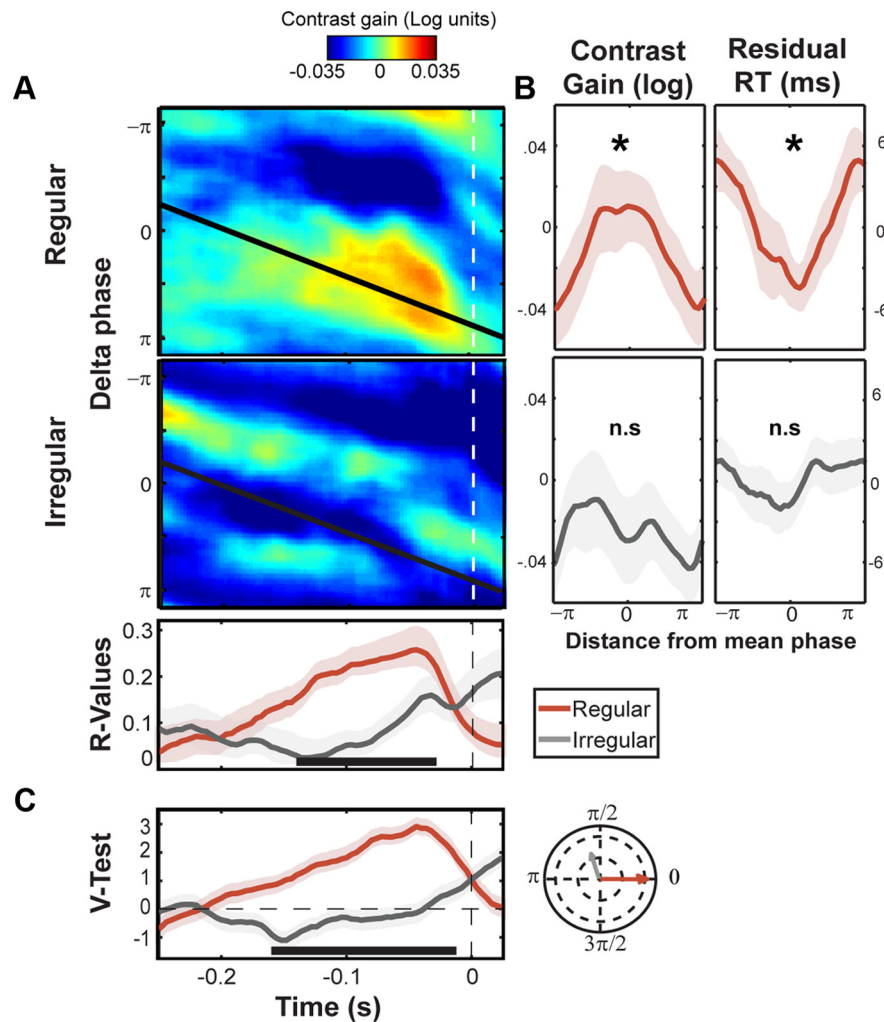 Contrast gain (Log units)
-0.035 0 0.035
A
B
Contrast Gain (log)
Residual RT (ms)
Regular
Irregular
Delta phase
−π
0
π
−π
0
π
.04
0
-.04
*
*
6
0
-6
.04
0
-.04
n.s
n.s
6
0
-6
−π 0 π −π 0 π
Distance from mean phase
R-Values
0.3
0.2
0.1
0
Regular
Irregular
C
V-Test
3
2
1
0
-1
-0.2 -0.1 0
Time (s)
π/2
π 0
3π/2